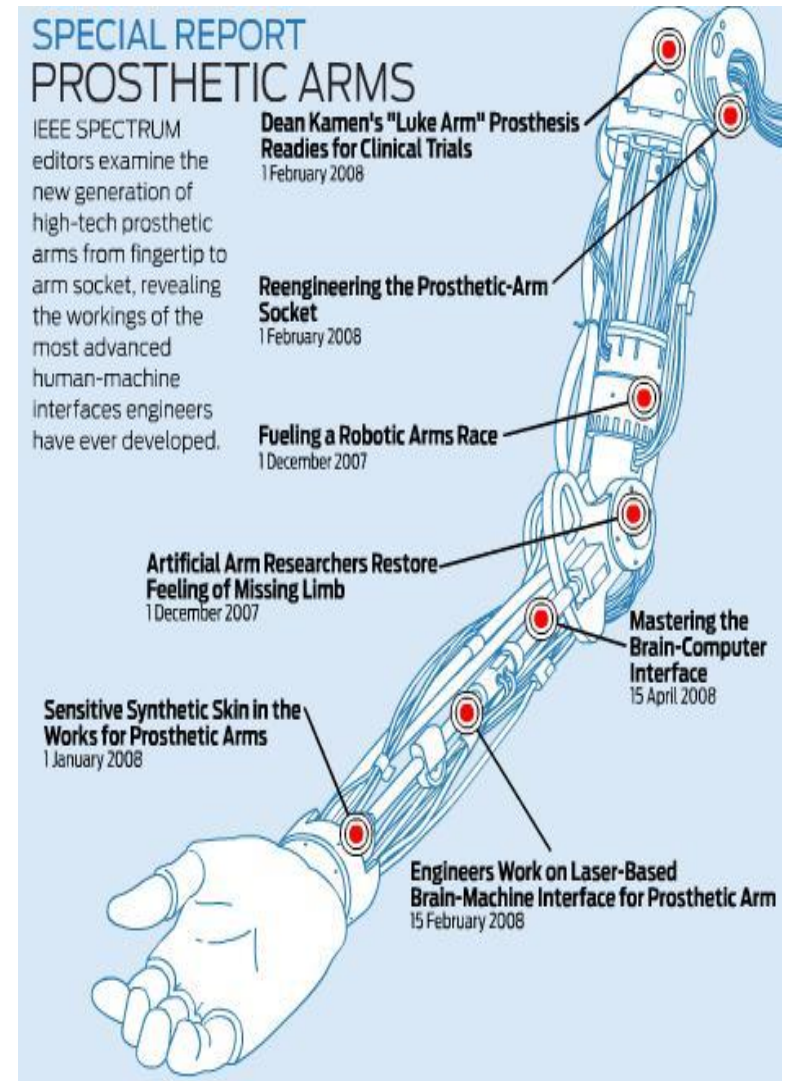 SPECIAL REPORT
PROSTHETIC ARMS
IEEE SPECTRUM
editors examine the
new generation of
high-tech prosthetic
arms from fingertip to
arm socket, revealing
the workings of the
most advanced
human-machine
interfaces engineers
have ever developed.
Dean Kamen's "Luke Arm" Prosthesis
Readies for Clinical Trials
1 February 2008
Reengineering the Prosthetic-Arm
Socket
1 February 2008
Fueling a Robotic Arms Race
1 December 2007
Artificial Arm Researchers Restore
Feeling of Missing Limb
1 December 2007
Mastering the
Brain-Computer
Interface
15 April 2008
Sensitive Synthetic Skin in the
Works for Prosthetic Arms
1 January 2008
Engineers Work on Laser-Based
Brain-Machine Interface for Prosthetic Arm
15 February 2008